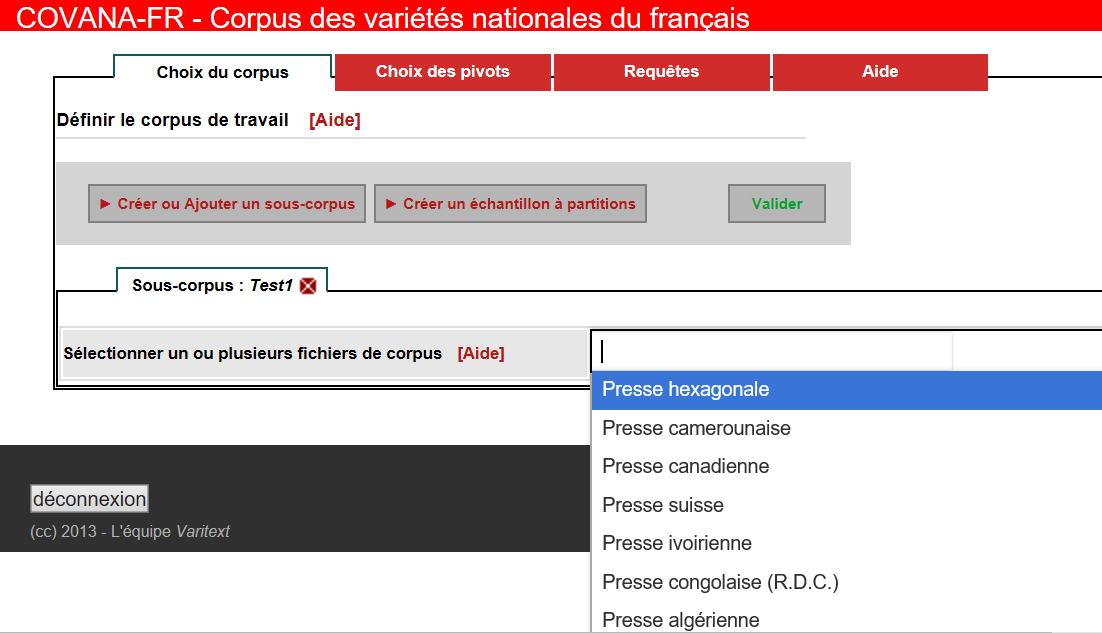 COVANA-FR - Corpus des variétés nationales du français
Choix du corpus Choix des pivots Requêtes Aide
Définir le corpus de travail [Aide]
► Créer ou Ajouter un sous-corpus ► Créer un échantillon à partitions Valider
Sous-corpus : Test1
Sélectionner un ou plusieurs fichiers de corpus [Aide]
Presse hexagonale
Presse camerounaise
Presse canadienne
Presse suisse
Presse ivoirienne
Presse congolaise (R.D.C.)
Presse algérienne
déconnexion
(cc) 2013 - L'équipe Varitext